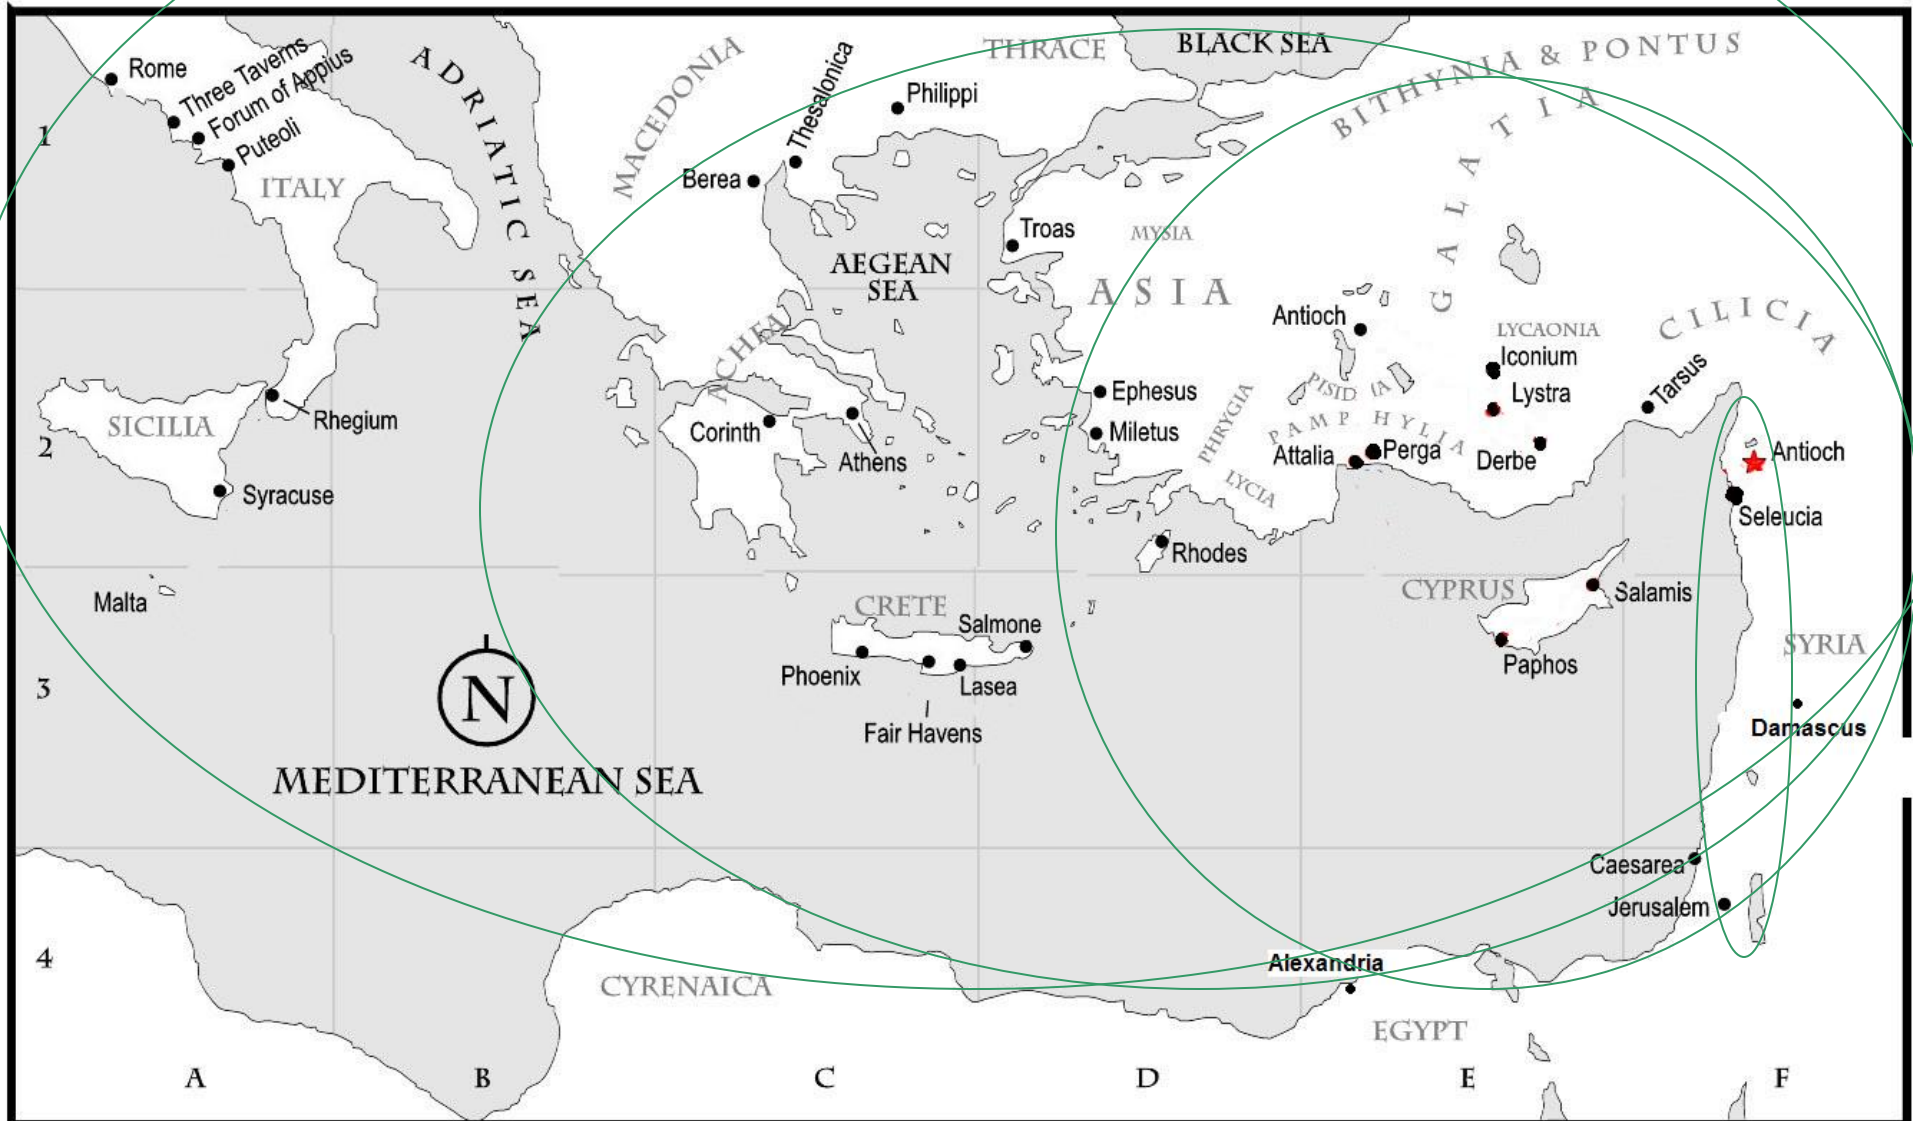 Rome
Three Taverns
Forum of Appius
Puteoli
ITALY
ADRIATIC SEA
MACEDONIA
Thesalonica
Philippi
Berea
THRACE
BLACK SEA
BITHYNIA & PONTUS
GALATIA
1
Troas
MYSIA
AEGEAN
SEA
ASIA
Antioch
LYCAONIA
Iconium
Lystra
CILICIA
Tarsus
ACHEA
SICILIA
Rhegium
Syracuse
2
Corinth
Athens
Ephesus
Miletus
PHRYGIA
PISIDIA
PAMPHYLIA
Attalia
Perga
Derbe
LYCIA
Antioch
Seleucia
Rhodes
Malta
CRETE
Salmone
Phoenix
Lasea
Fair Havens
CYPRUS
Salamis
Paphos
SYRIA
Damascus
3
N
MEDITERRANEAN SEA
Caesarea
Jerusalem
4
CYRENAICA
Alexandria
EGYPT
A
B
C
D
E
F